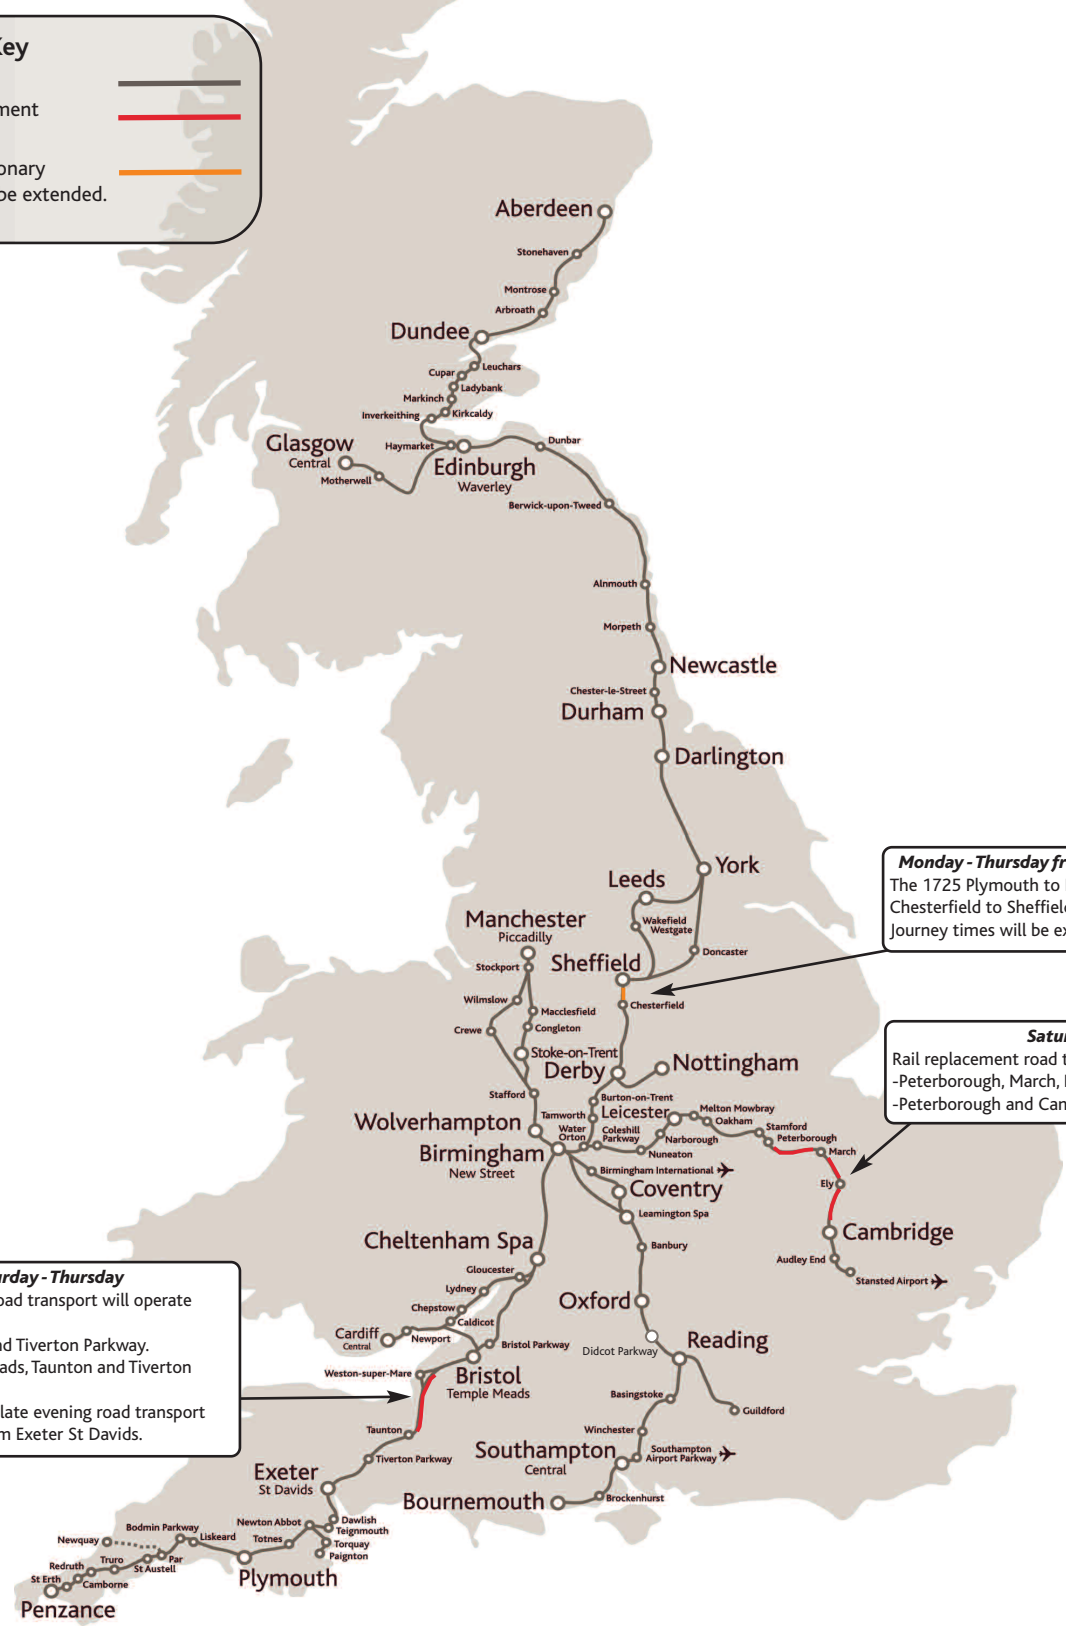 Key
ment
onary
be extended.
Aberdeen
Stonehaven
Montrose
Arbroath
Dundee
Leuchars
Cupar
Ladybank
Markinch
Kirkcaldy
Inverkeithing
Haymarket
Dunbar
Glasgow
Central
Motherwell
Edinburgh
Waverley
Berwick-upon-Tweed
Alnmouth
Morpeth
Newcastle
Chester-le-Street
Durham
Darlington
York
Leeds
Wakefield
Westgate
Doncaster
Manchester
Piccadilly
Stockport
Sheffield
Wilmslow
Macclesfield
Chesterfield
Crewe
Congleton
Stoke-on-Trent
Derby
Nottingham
Stafford
Burton-on-Trent
Tamworth
Leicester
Melton Mowbray
Oakham
Stamford
Peterborough
March
Wolverhampton
Water
Orton
Coleshill
Parkway
Narborough
Nuneaton
Birmingham
New Street
Birmingham International
Ely
Coventry
Leamington Spa
Cambridge
Audley End
Stansted Airport
Banbury
Cheltenham Spa
Gloucester
Lydney
Chepstow
Caldicot
Oxford
Cardiff
Central
Newport
Bristol Parkway
Didcot Parkway
Reading
Weston-super-Mare
Bristol
Temple Meads
Basingstoke
Guildford
Taunton
Winchester
Tiverton Parkway
Southampton
Central
Southampton
Airport Parkway
Exeter
St Davids
Bournemouth
Brockenhurst
Dawlish
Teignmouth
Newton Abbot
Torquay
Paignton
Totnes
Bodmin Parkway
Liskeard
Newquay
Par
St Austell
Truro
Redruth
Camborne
St Erth
Plymouth
Penzance
Monday - Thursday fr
The 1725 Plymouth to
Chesterfield to Sheffield
Journey times will be ex
Satur
Rail replacement road t
-Peterborough, March,
-Peterborough and Can
urday - Thursday
oad transport will operate
nd Tiverton Parkway.
eads, Taunton and Tiverton
late evening road transport
m Exeter St Davids.